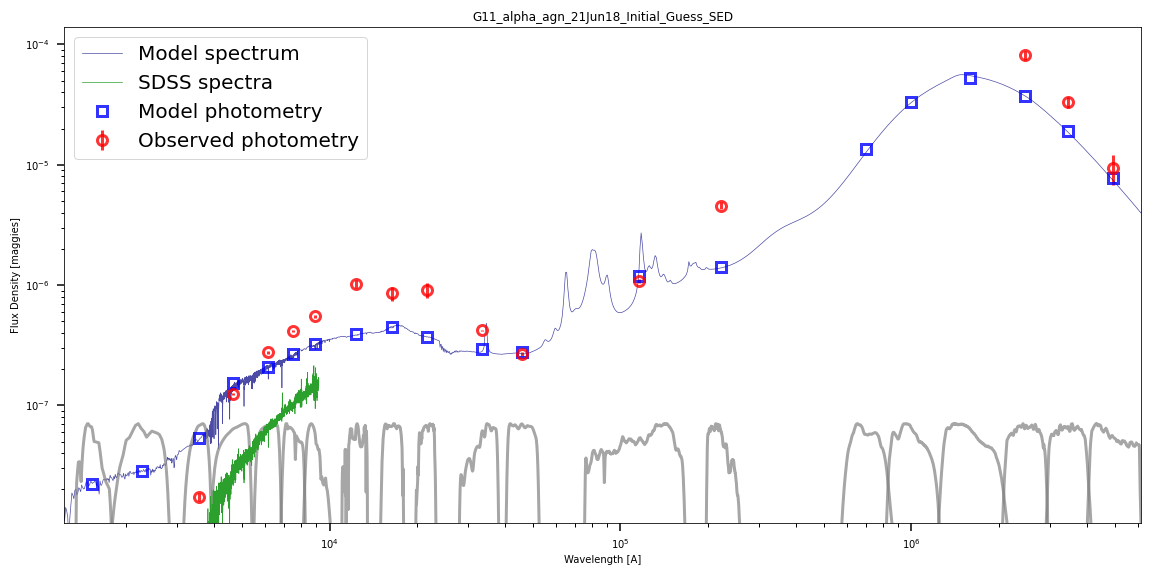 G11_alpha_agn_21Jun18_Initial_Guess_SED
Model spectrum
SDSS spectra
Model photometry
Observed photometry
Flux Density [maggies]
10⁻⁴
10⁻⁵
10⁻⁶
10⁻⁷
10⁴
10⁵
10⁶
Wavelength [A]